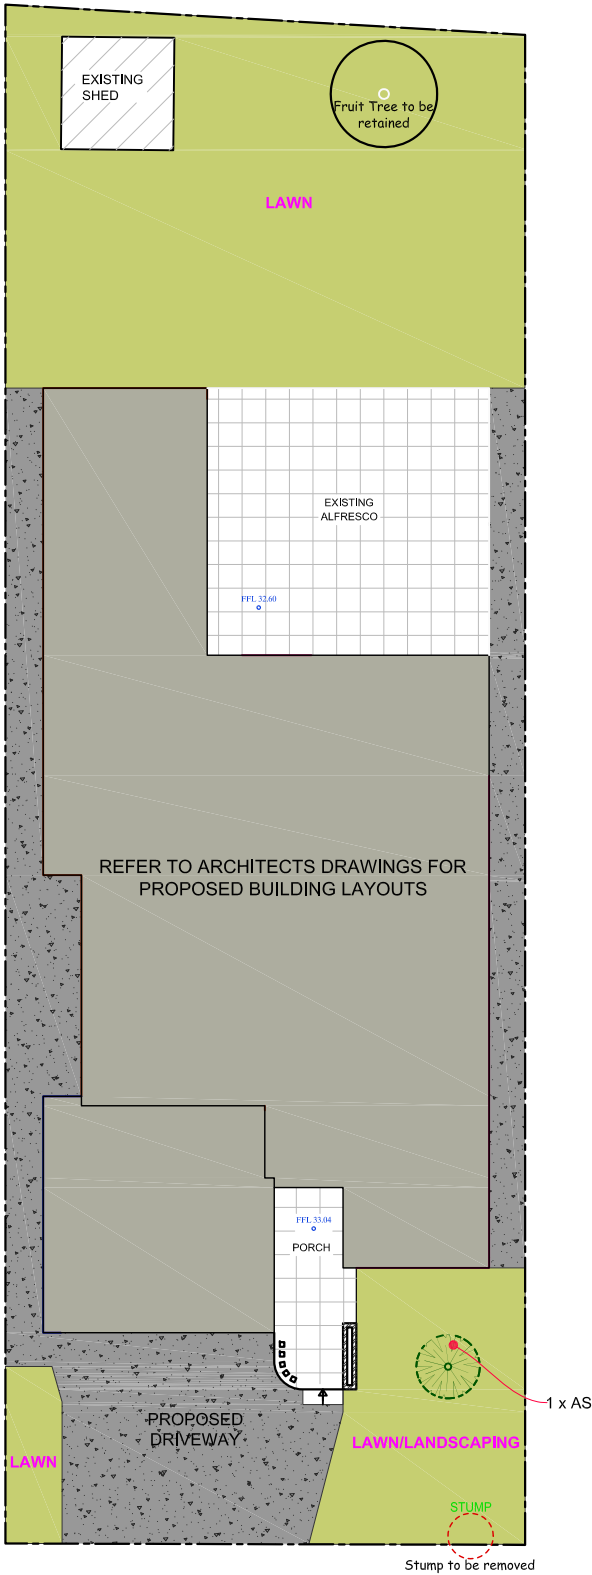 EXISTING
SHED
Fruit Tree to be
retained
LAWN
EXISTING
ALFRESCO
FFL 32.60
REFER TO ARCHITECTS DRAWINGS FOR
PROPOSED BUILDING LAYOUTS
FFL 33.04
PORCH
1 x AS
PROPOSED
DRIVEWAY
LAWN/LANDSCAPING
LAWN
STUMP
Stump to be removed